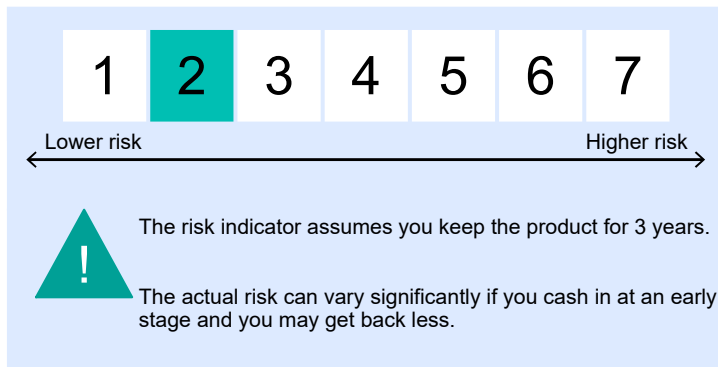 1 2 3 4 5 6 7
Lower risk Higher risk
!
The risk indicator assumes you keep the product for 3 years.
The actual risk can vary significantly if you cash in at an early
stage and you may get back less.